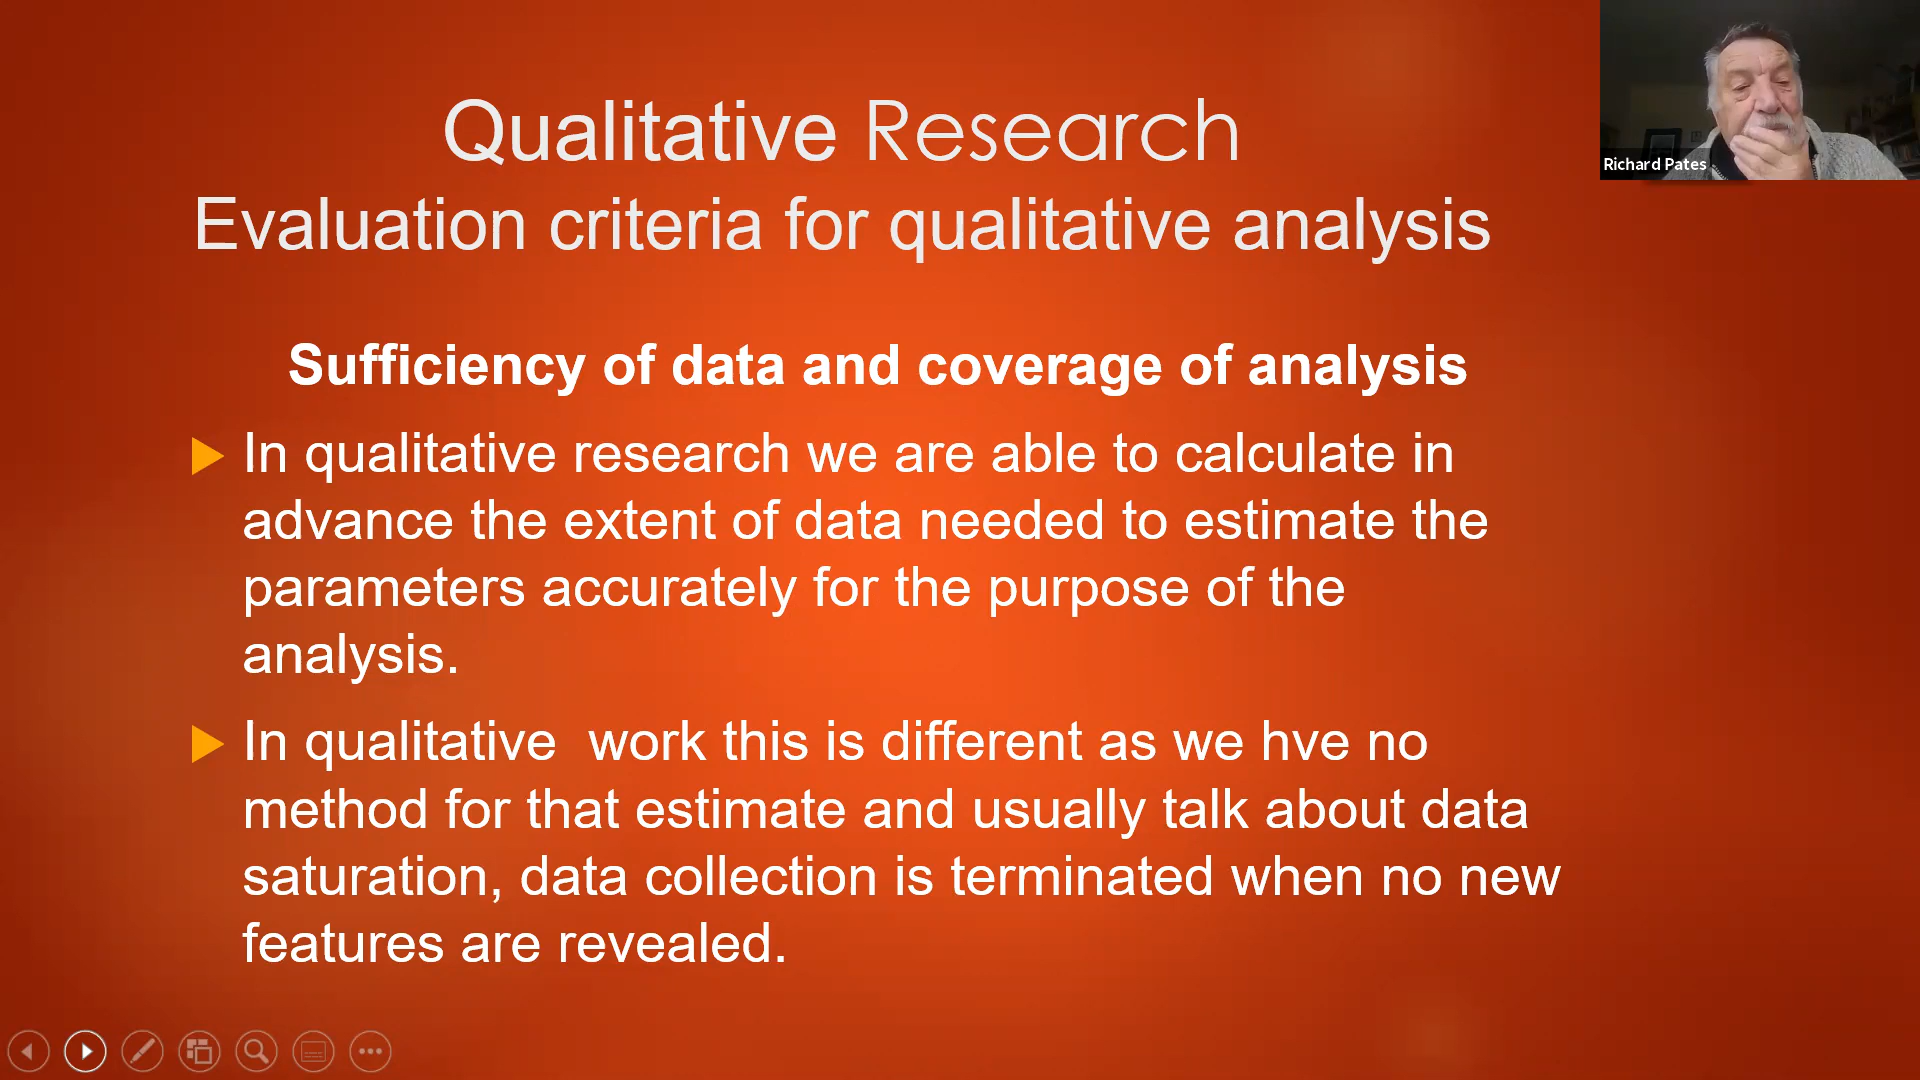 Qualitative Research
Evaluation criteria for qualitative analysis
Richard Pates
Sufficiency of data and coverage of analysis
In qualitative research we are able to calculate in
advance the extent of data needed to estimate the
parameters accurately for the purpose of the
analysis.
In qualitative  work this is different as we hve no
method for that estimate and usually talk about data
saturation, data collection is terminated when no new
features are revealed.